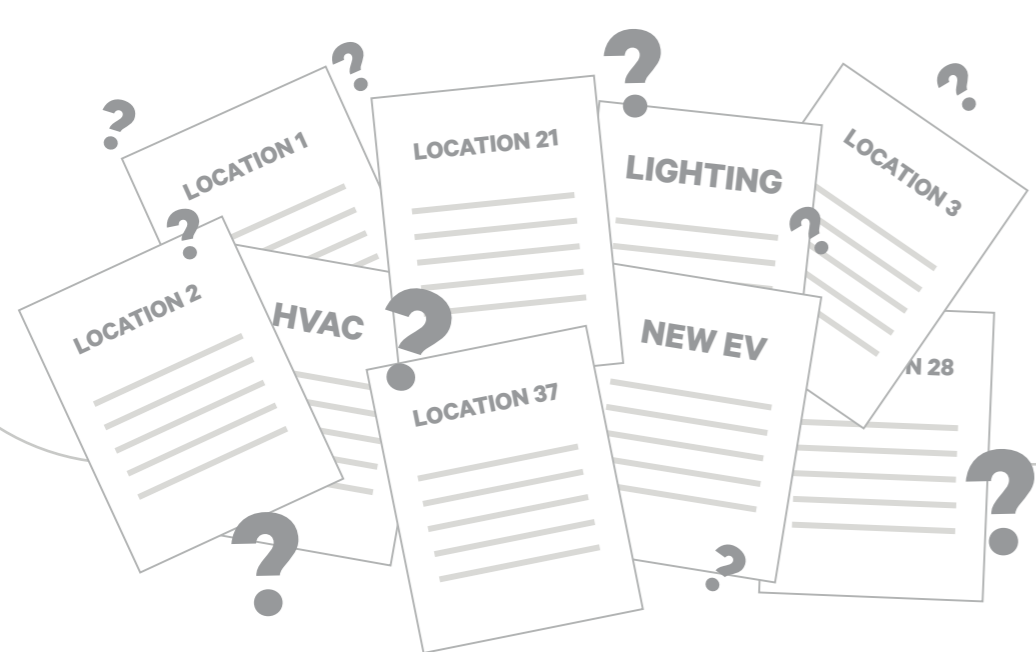 LOCATION 1
LOCATION 21
LIGHTING
LOCATION 3
LOCATION 2
HVAC
NEW EV
N 28
LOCATION 37
?
?
?
?
?
?
?
?
?
?